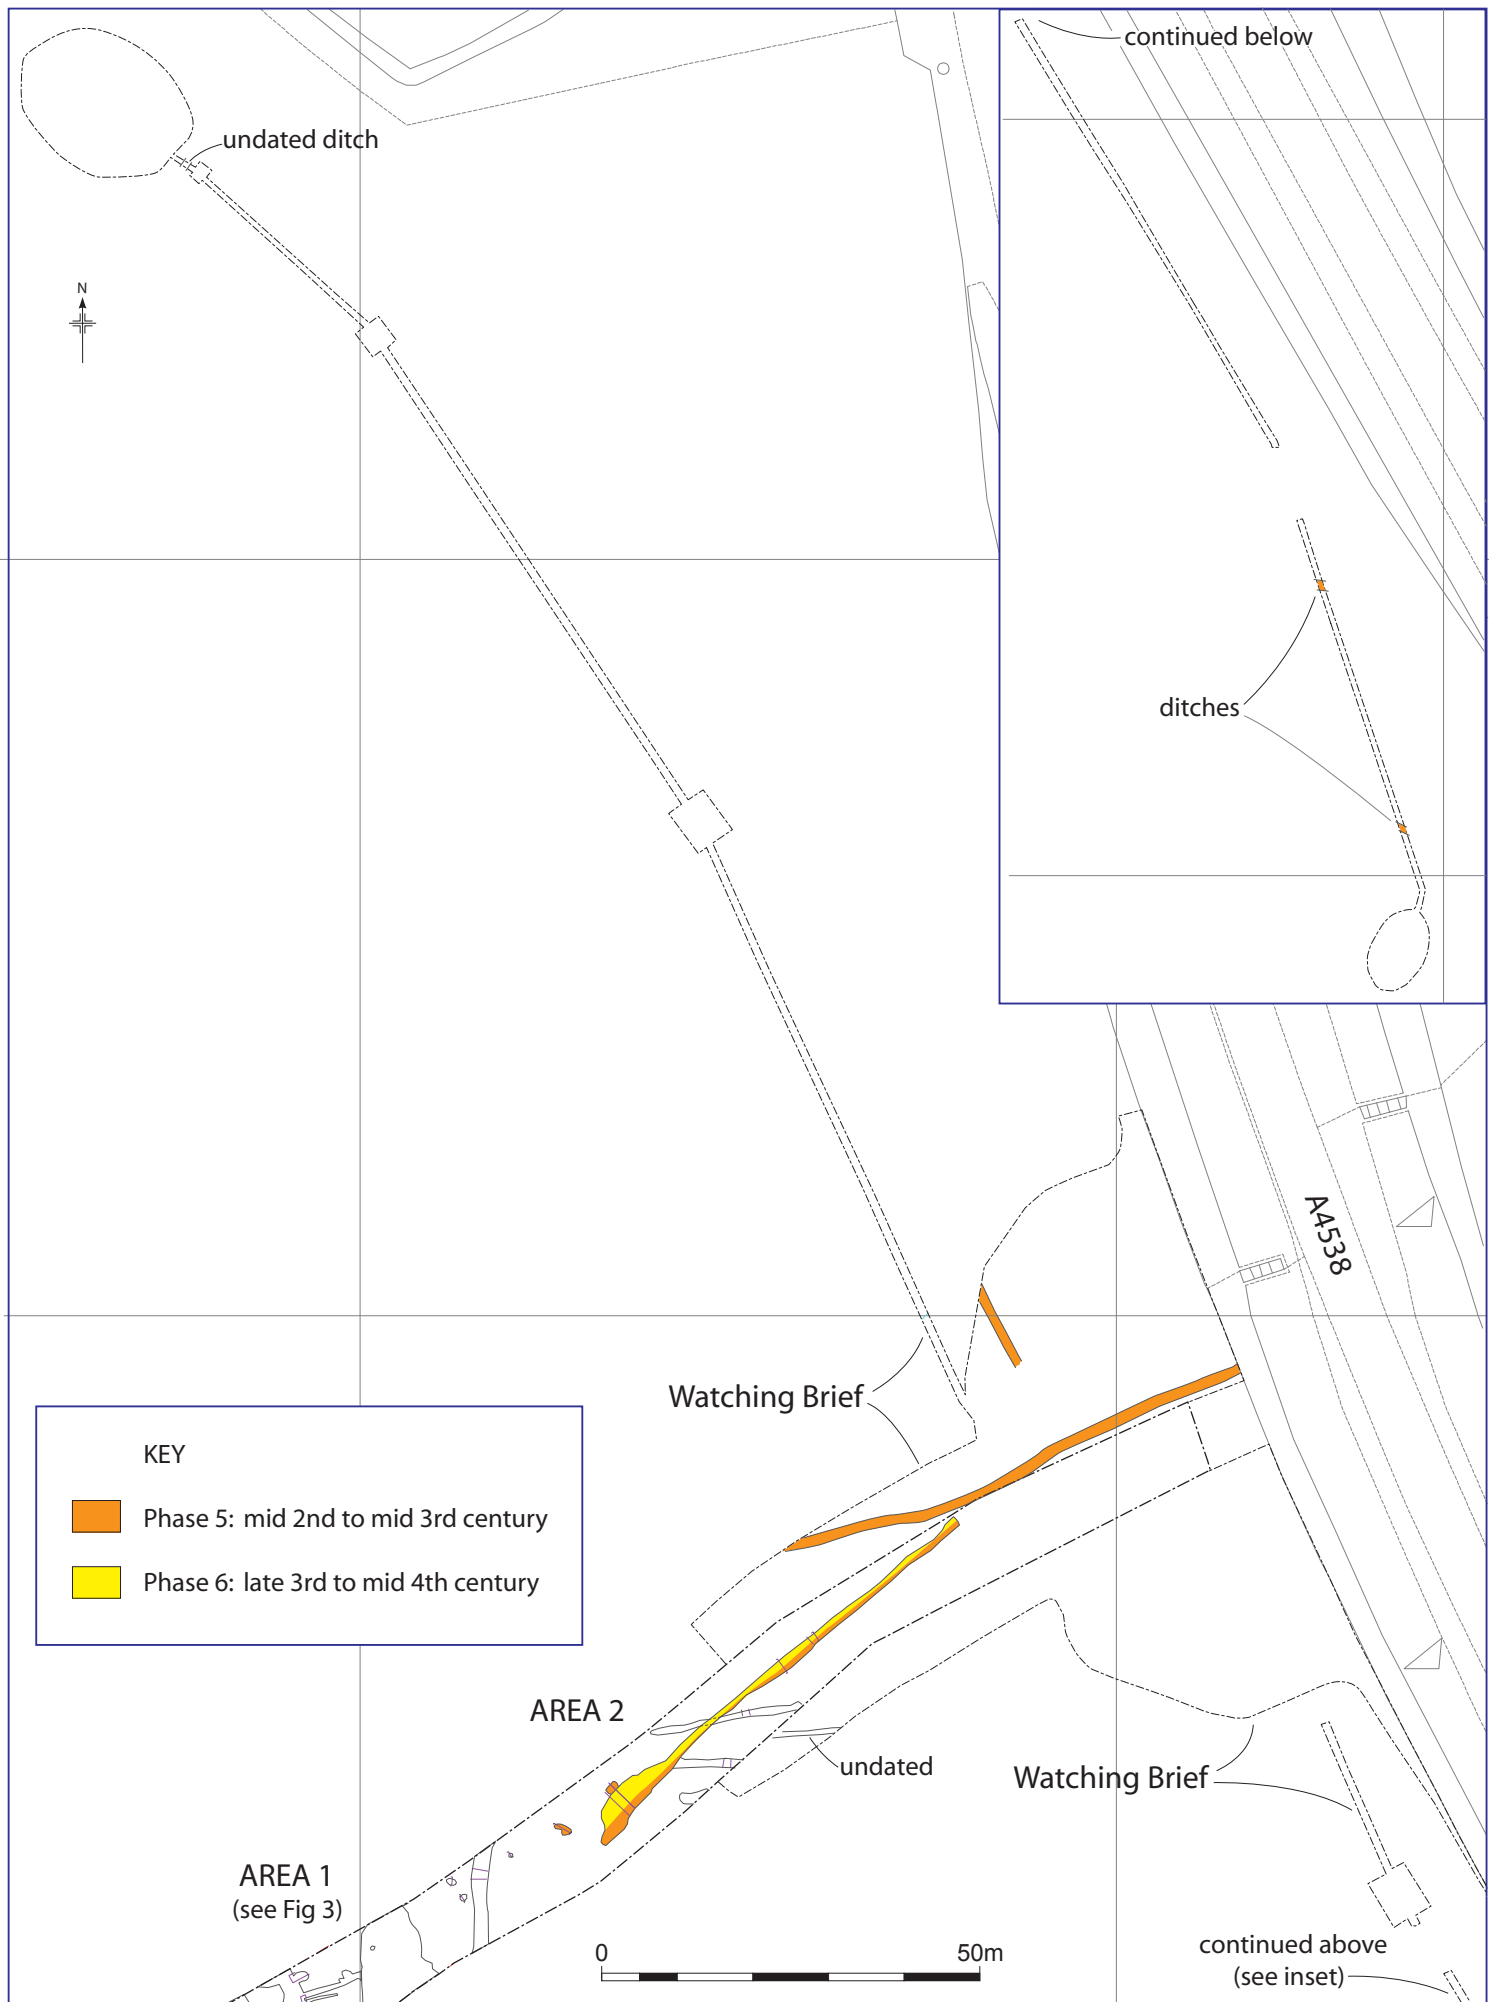 continued below
undated ditch
N
ditches
A4538
Watching Brief
KEY
Phase 5: mid 2nd to mid 3rd century
Phase 6: late 3rd to mid 4th century
AREA 2
undated
Watching Brief
AREA 1
(see Fig 3)
0 50m
continued above
(see inset)